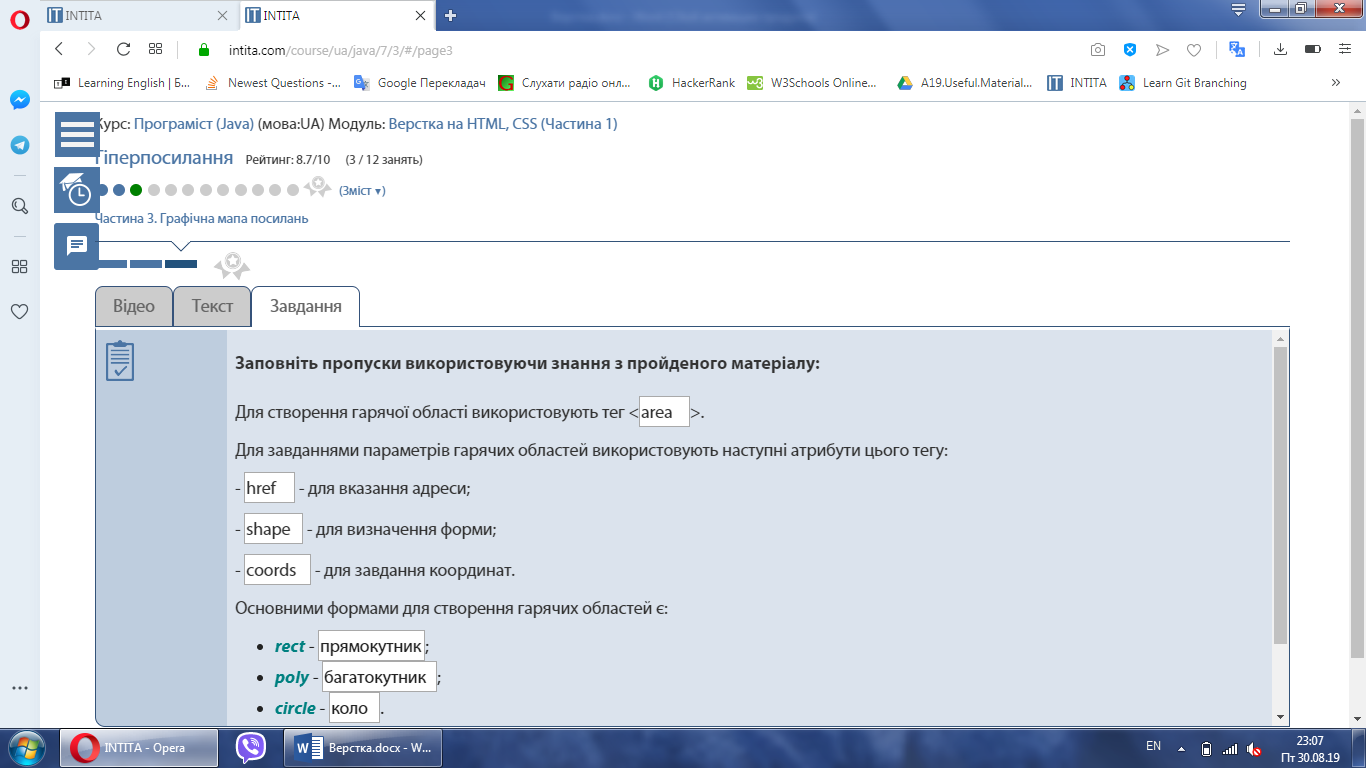 INTITA
INTITA
intita.com/course/ua/java/7/3/#/page3
Learning English | Б...
Newest Questions -...
Google Перекладач
Слухати радіо онл...
HackerRank
W3Schools Online...
A19.Useful.Material...
INTITA
Learn Git Branching
»
Курс: Програміст (Java) (мова:UA) Модуль: Верстка на HTML, CSS (Частина 1)
Гіперпосилання Рейтинг: 8.7/10 (3 / 12 занять)
(Зміст ▾)
Частина 3. Графічна мапа посилань
Відео
Текст
Завдання
Заповніть пропуски використовуючи знання з пройденого матеріалу:
Для створення гарячої області використовують тег <area>.
Для завданнями параметрів гарячих областей використовують наступні атрибути цього тегу:
- href - для вказання адреси;
- shape - для визначення форми;
- coords - для завдання координат.
Основними формами для створення гарячих областей є:
• rect - прямокутник;
• poly - багатокутник;
• circle - коло.
INTITA - Opera
Верстка.docx - W...
EN
23:07
Пт 30.08.19